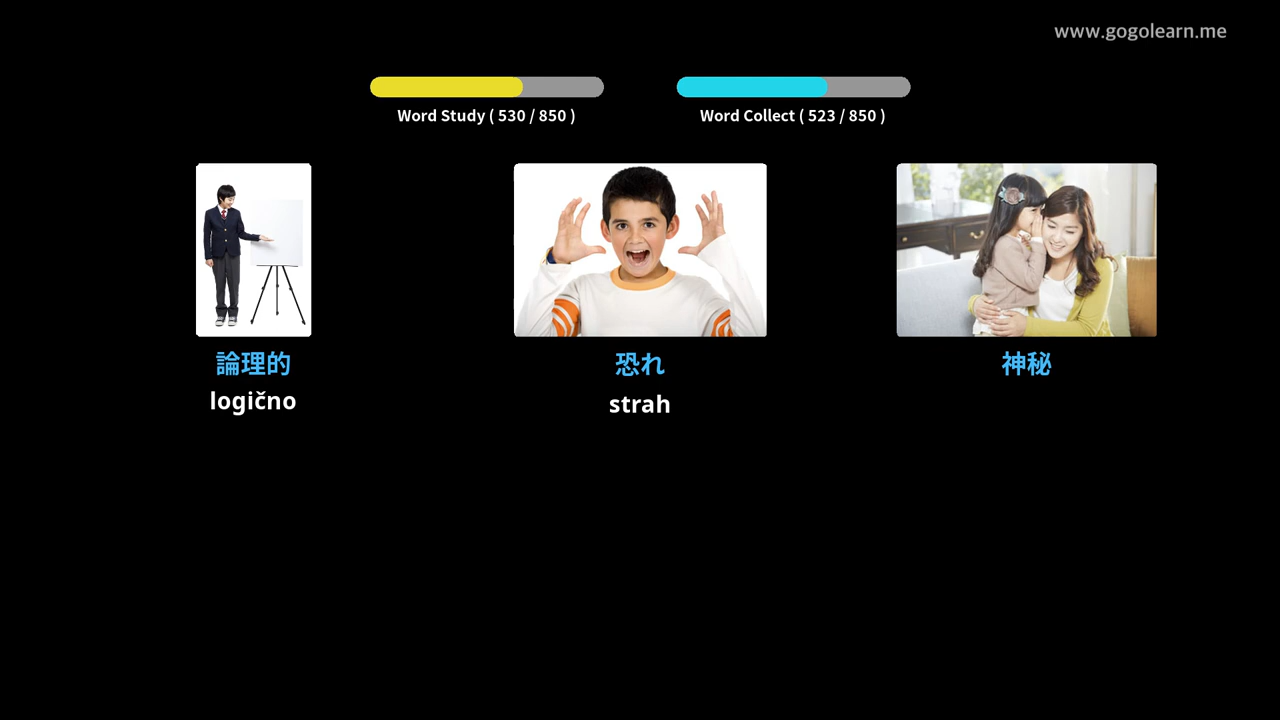 www.gogolearn.me
Word Study ( 530 / 850 )
Word Collect ( 523 / 850 )
論理的
logično
恐れ
strah
神秘